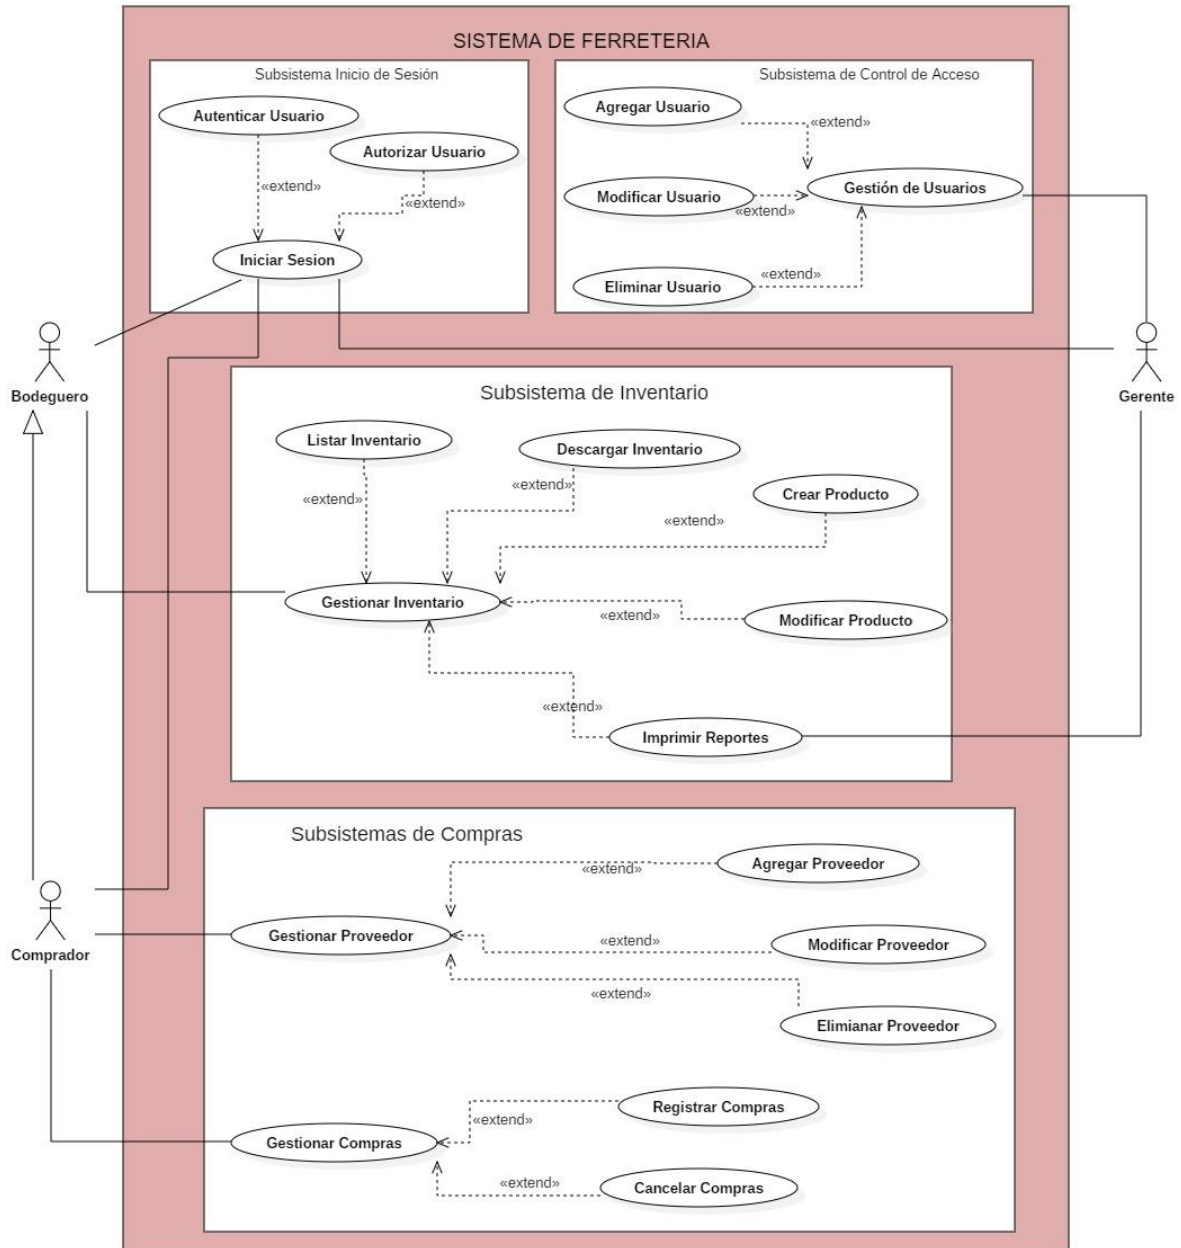 SISTEMA DE FERRETERIA
Subsistema Inicio de Sesión
Autenticar Usuario
Autorizar Usuario
«extend»
«extend»
Iniciar Sesion
Subsistema de Control de Acceso
Agregar Usuario
«extend»
Gestión de Usuarios
Modificar Usuario
«extend»
«extend»
Eliminar Usuario
Bodeguero
Gerente
Subsistema de Inventario
Listar Inventario
Descargar Inventario
«extend»
«extend»
Crear Producto
«extend»
Gestionar Inventario
«extend»
Modificar Producto
«extend»
Imprimir Reportes
Subsistemas de Compras
Agregar Proveedor
«extend»
Comprador
Gestionar Proveedor
«extend»
Modificar Proveedor
«extend»
Elimianar Proveedor
Registrar Compras
«extend»
Gestionar Compras
«extend»
Cancelar Compras